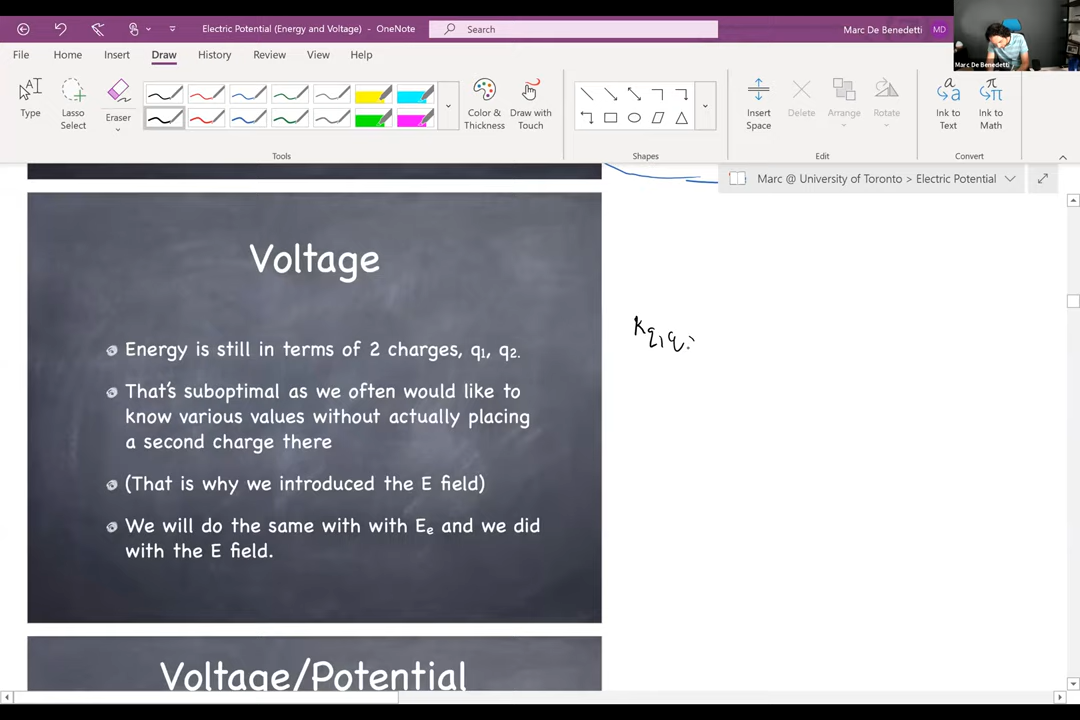 Electric Potential (Energy and Voltage) - OneNote
Search
Marc De Benedetti
MD
Marc De Benedetti
File Home Insert Draw History Review View Help
Type
Lasso Select
Eraser
Color & Thickness
Draw with Touch
Insert Space
Delete
Arrange
Rotate
Ink to Text
Ink to Math
Tools
Shapes
Edit
Convert
Marc @ University of Toronto > Electric Potential
Voltage
Energy is still in terms of 2 charges, q₁, q₂.
That's suboptimal as we often would like to
know various values without actually placing
a second charge there
(That is why we introduced the E field)
We will do the same with with Eₑ and we did
with the E field.
kq₁q
Voltage/Potential